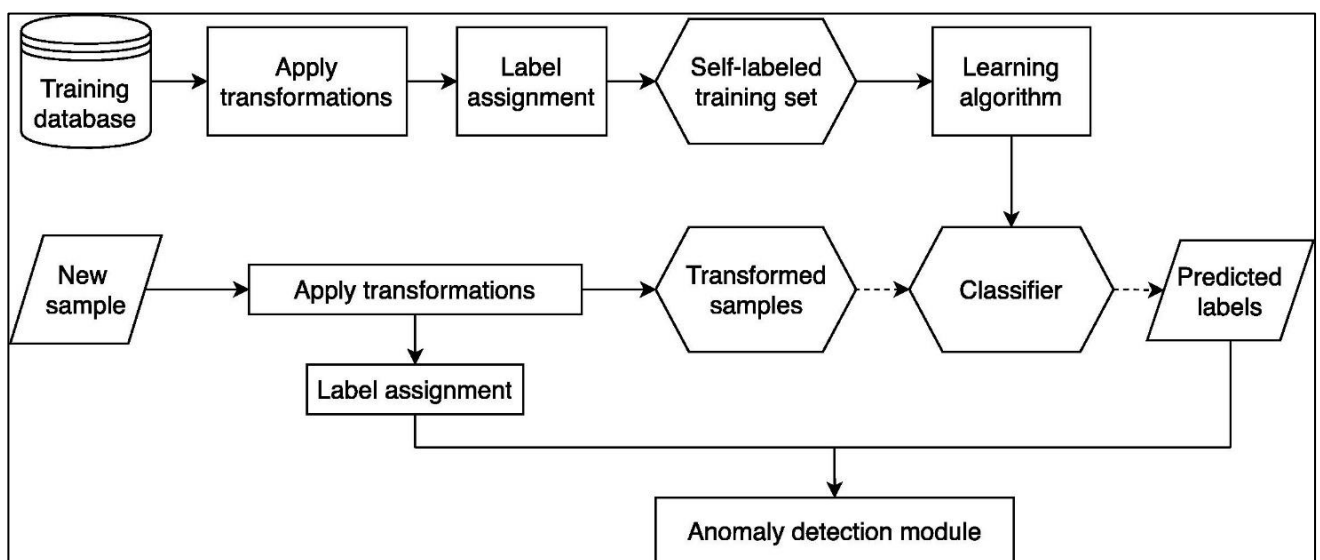 Training
database
Apply
transformations
Label
assignment
Self-labeled
training set
Learning
algorithm
New
sample
Apply transformations
Transformed
samples
Classifier
Predicted
labels
Label assignment
Anomaly detection module